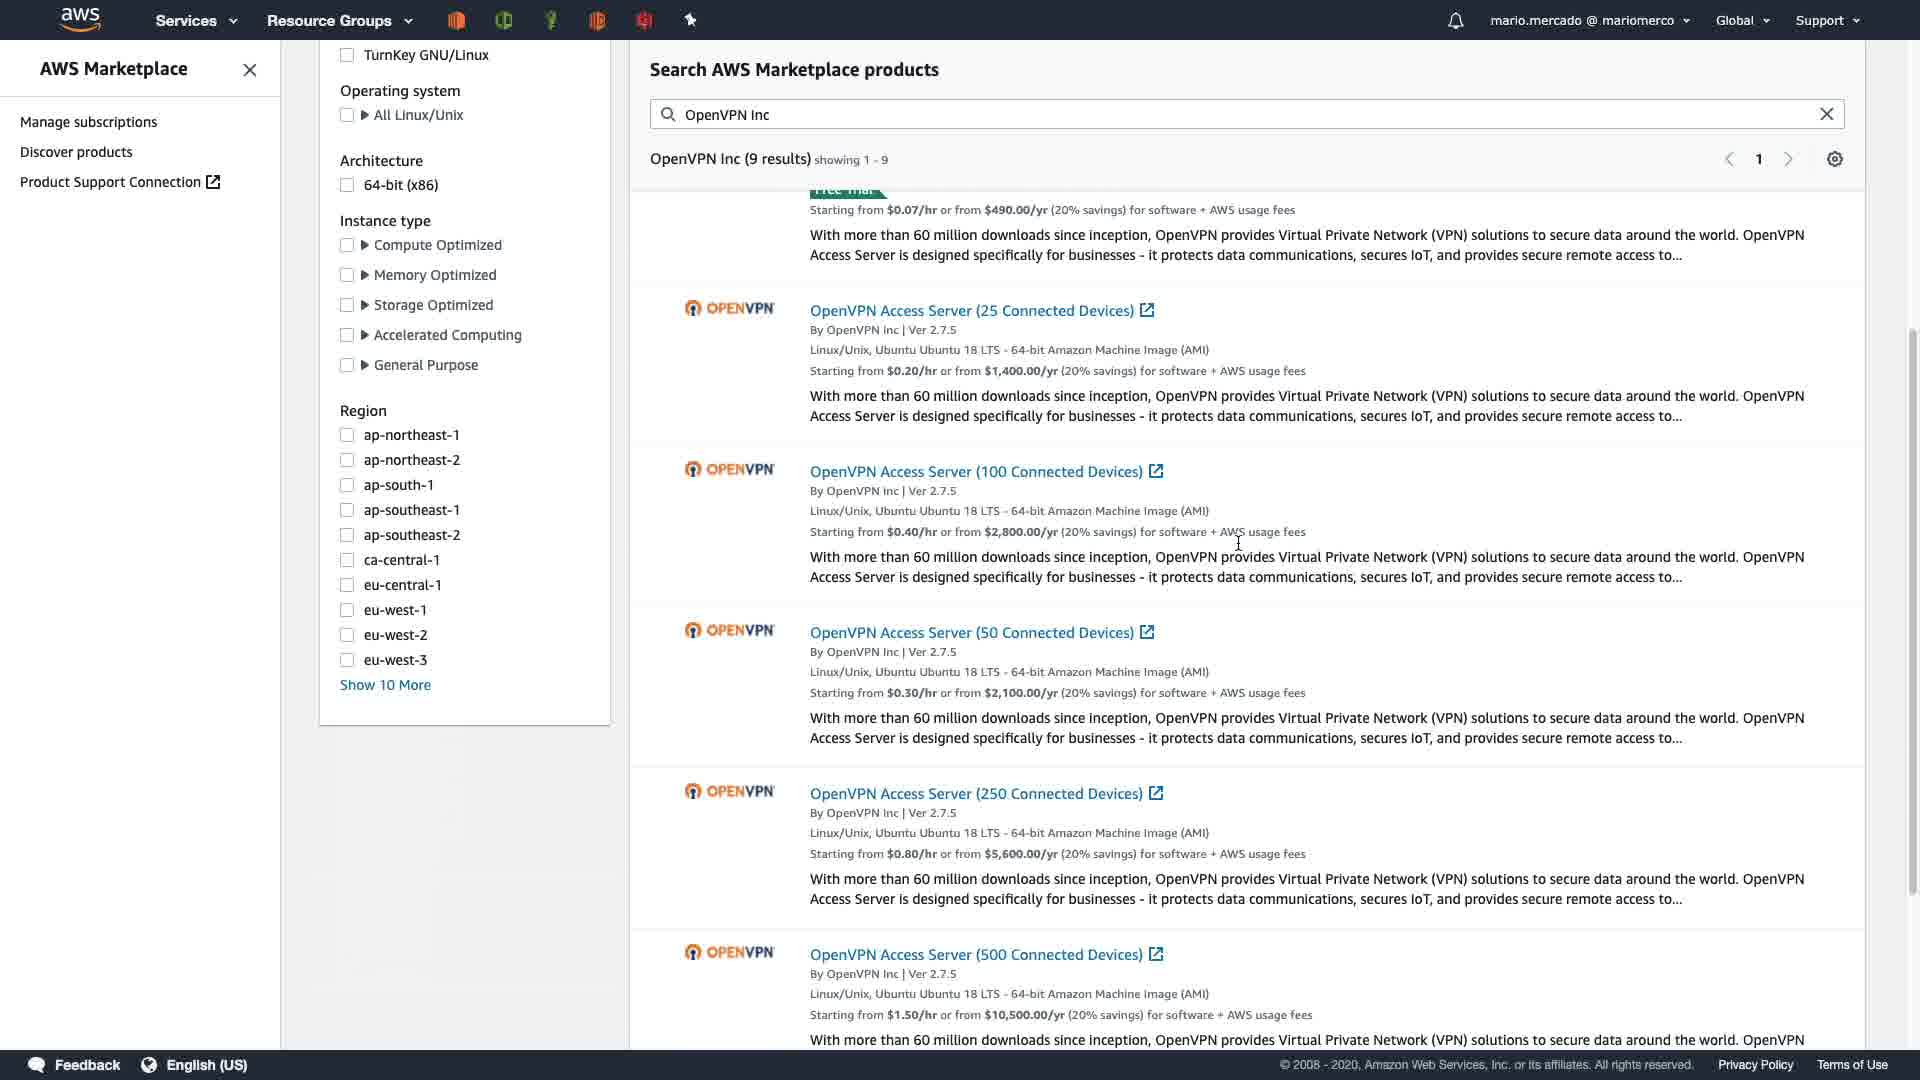 aws Services Resource Groups mario.mercado @ mariomerco Global Support
AWS Marketplace
Manage subscriptions
Discover products
Product Support Connection
TurnKey GNU/Linux
Operating system
All Linux/Unix
Architecture
64-bit (x86)
Instance type
Compute Optimized
Memory Optimized
Storage Optimized
Accelerated Computing
General Purpose
Region
ap-northeast-1
ap-northeast-2
ap-south-1
ap-southeast-1
ap-southeast-2
ca-central-1
eu-central-1
eu-west-1
eu-west-2
eu-west-3
Show 10 More
Search AWS Marketplace products
OpenVPN Inc
OpenVPN Inc (9 results) showing 1 - 9
1
Free Trial
Starting from $0.07/hr or from $490.00/yr (20% savings) for software + AWS usage fees
With more than 60 million downloads since inception, OpenVPN provides Virtual Private Network (VPN) solutions to secure data around the world. OpenVPN
Access Server is designed specifically for businesses - it protects data communications, secures IoT, and provides secure remote access to...
OPENVPN
OpenVPN Access Server (25 Connected Devices)
By OpenVPN Inc | Ver 2.7.5
Linux/Unix, Ubuntu Ubuntu 18 LTS - 64-bit Amazon Machine Image (AMI)
Starting from $0.20/hr or from $1,400.00/yr (20% savings) for software + AWS usage fees
With more than 60 million downloads since inception, OpenVPN provides Virtual Private Network (VPN) solutions to secure data around the world. OpenVPN
Access Server is designed specifically for businesses - it protects data communications, secures IoT, and provides secure remote access to...
OPENVPN
OpenVPN Access Server (100 Connected Devices)
By OpenVPN Inc | Ver 2.7.5
Linux/Unix, Ubuntu Ubuntu 18 LTS - 64-bit Amazon Machine Image (AMI)
Starting from $0.40/hr or from $2,800.00/yr (20% savings) for software + AWS usage fees
With more than 60 million downloads since inception, OpenVPN provides Virtual Private Network (VPN) solutions to secure data around the world. OpenVPN
Access Server is designed specifically for businesses - it protects data communications, secures IoT, and provides secure remote access to...
OPENVPN
OpenVPN Access Server (50 Connected Devices)
By OpenVPN Inc | Ver 2.7.5
Linux/Unix, Ubuntu Ubuntu 18 LTS - 64-bit Amazon Machine Image (AMI)
Starting from $0.30/hr or from $2,100.00/yr (20% savings) for software + AWS usage fees
With more than 60 million downloads since inception, OpenVPN provides Virtual Private Network (VPN) solutions to secure data around the world. OpenVPN
Access Server is designed specifically for businesses - it protects data communications, secures IoT, and provides secure remote access to...
OPENVPN
OpenVPN Access Server (250 Connected Devices)
By OpenVPN Inc | Ver 2.7.5
Linux/Unix, Ubuntu Ubuntu 18 LTS - 64-bit Amazon Machine Image (AMI)
Starting from $0.80/hr or from $5,600.00/yr (20% savings) for software + AWS usage fees
With more than 60 million downloads since inception, OpenVPN provides Virtual Private Network (VPN) solutions to secure data around the world. OpenVPN
Access Server is designed specifically for businesses - it protects data communications, secures IoT, and provides secure remote access to...
OPENVPN
OpenVPN Access Server (500 Connected Devices)
By OpenVPN Inc | Ver 2.7.5
Linux/Unix, Ubuntu Ubuntu 18 LTS - 64-bit Amazon Machine Image (AMI)
Starting from $1.50/hr or from $10,500.00/yr (20% savings) for software + AWS usage fees
With more than 60 million downloads since inception, OpenVPN provides Virtual Private Network (VPN) solutions to secure data around the world. OpenVPN
Feedback English (US) © 2008 - 2020, Amazon Web Services, Inc. or its affiliates. All rights reserved. Privacy Policy Terms of Use